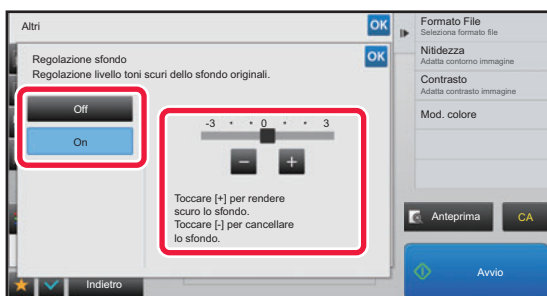 Altri
OK
Regolazione sfondo
OK
Regolazione livello toni scuri dello sfondo originali.
Off
On
-3 • • 0 • • 3
−
+
Toccare [+] per rendere
scuro lo sfondo.
Toccare [-] per cancellare
lo sfondo.
Indietro
Formato File
Seleziona formato file
Nitidezza
Adatta contorno immagine
Contrasto
Adatta contrasto immagine
Mod. colore
Anteprima
CA
Avvio